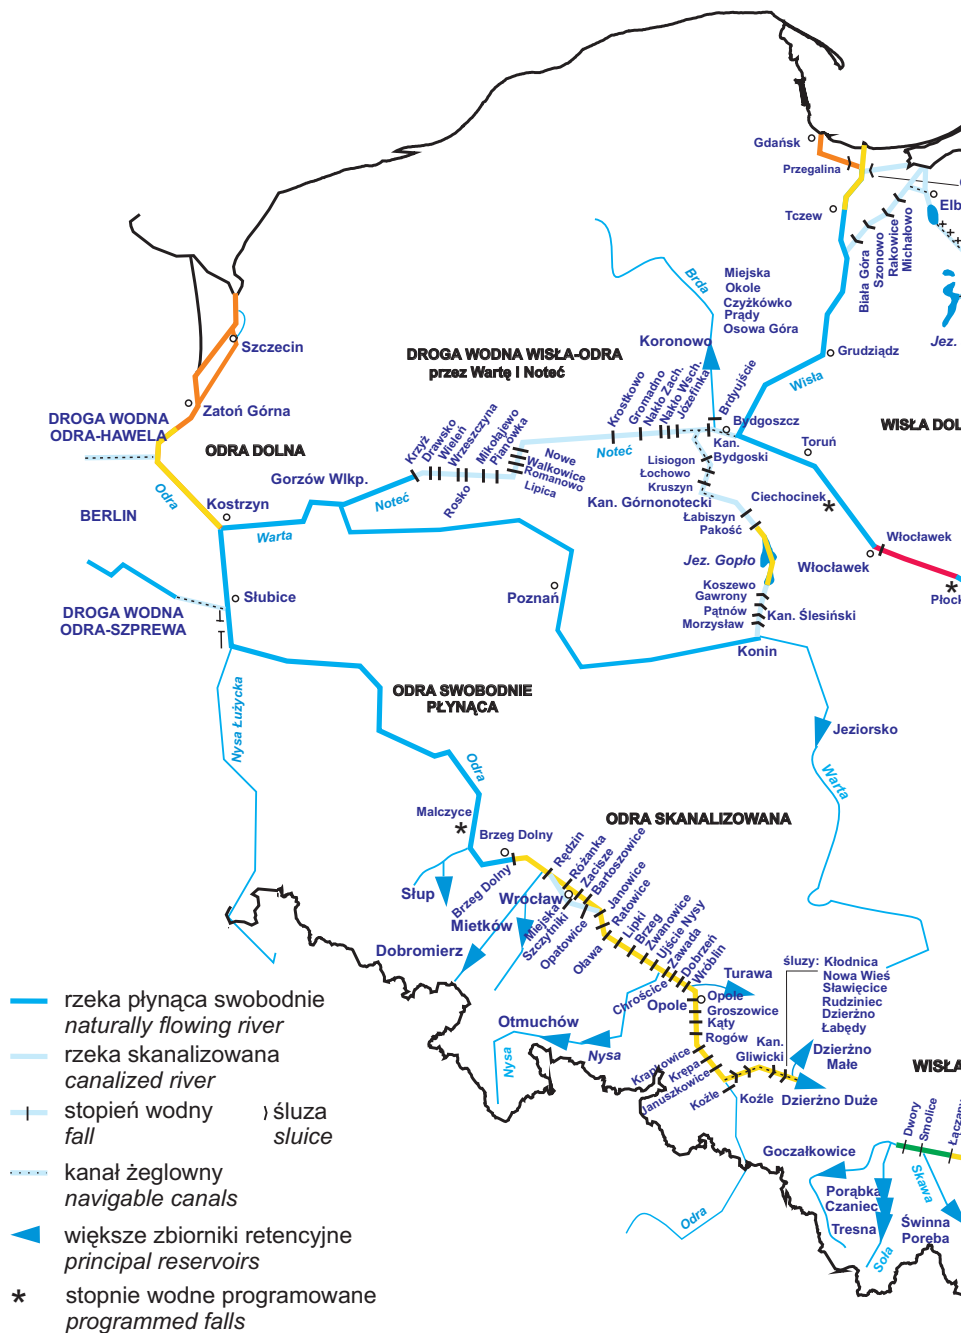 Gdańsk
Przegalina
Tczew
Elb
Biała Góra
Szonowo
Rakowice
Michałowo
Brda
Miejska
Okole
Czyżkówko
Prądy
Osowa Góra
Koronowo
Jez.
Grudziądz
Wisła
Szczecin
DROGA WODNA WISŁA-ODRA
przez Wartę I Noteć
Zatoń Górna
DROGA WODNA
ODRA-HAWELA
ODRA DOLNA
WISŁA DOL
Krzyż
Drawsko
Wieleń
Wrzeszczyna
Rosko
Mikołajewo
Pianówka
Nowe
Walkowice
Romanowo
Lipica
Krostkowo
Gromadno
Nakło Zach.
Nakło Wsch.
Józefinka
Brdyujście
Bydgoszcz
Kan.
Bydgoski
Toruń
Noteć
Lisiogon
Łochowo
Kruszyn
Kan. Górnonotecki
Ciechocinek
Gorzów Wlkp.
Noteć
Odra
Kostrzyn
BERLIN
Warta
Łabiszyn
Pakość
Włocławek
Włocławek
Jez. Gopło
Płock
Koszewo
Gawrony
Pątnów
Morzysław
Kan. Ślesiński
Konin
Słubice
Poznań
DROGA WODNA
ODRA-SZPREWA
ODRA SWOBODNIE
PŁYNĄCA
Nysa Łużycka
Jeziorsko
Odra
Warta
Malczyce
ODRA SKANALIZOWANA
Brzeg Dolny
Brzeg Dolny
Rędzin
Różanka
Zacisze
Bartoszowice
Janowice
Ratowice
Lipki
Brzeg
Zwanowice
Ujście Nysy
Zawada
Dobrzeń
Wróblin
Słup
Wrocław
Mietków
Miejska
Szczytniki
Opatowice
Oława
Chrościce
Dobromierz
Turawa
śluzy:
Kłodnica
Nowa Wieś
Sławięcice
Rudziniec
Dzierżno
Łabędy
Opole
Opole
Groszowice
Kąty
Rogów
Otmuchów
Nysa
Nysa
Krapkowice
Krępa
Januszkowice
Koźle
Koźle
Kan.
Gliwicki
Dzierżno
Małe
Dzierżno Duże
WISŁA
Dwory
Smolice
Łączany
Goczałkowice
Skawa
Porąbka
Czaniec
Tresna
Świnna
Poręba
Soła
Odra
rzeka płynąca swobodnie
naturally flowing river
rzeka skanalizowana
canalized river
stopień wodny
fall
śluza
sluice
kanał żeglowny
navigable canals
większe zbiorniki retencyjne
principal reservoirs
* stopnie wodne programowane
programmed falls